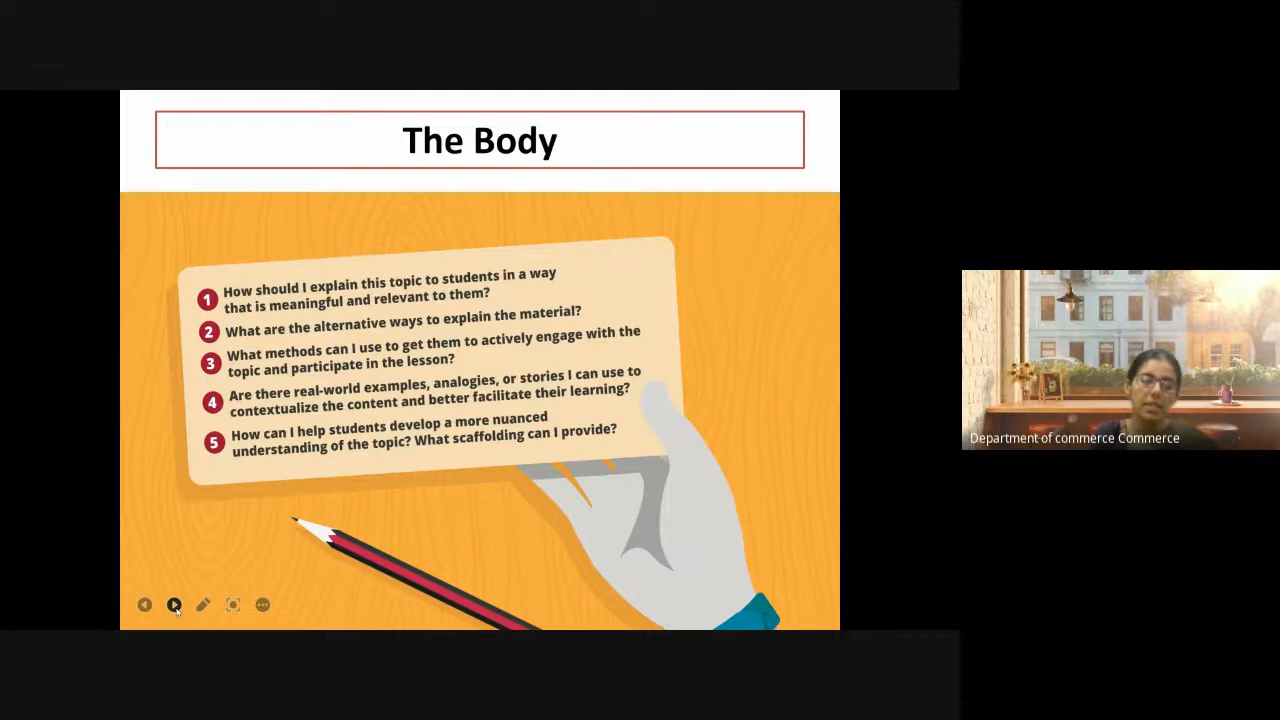 The Body
1 How should I explain this topic to students in a way
that is meaningful and relevant to them?
2 What are the alternative ways to explain the material?
3 What methods can I use to get them to actively engage with the
topic and participate in the lesson?
4 Are there real-world examples, analogies, or stories I can use to
contextualize the content and better facilitate their learning?
5 How can I help students develop a more nuanced
understanding of the topic? What scaffolding can I provide?
Department of commerce Commerce